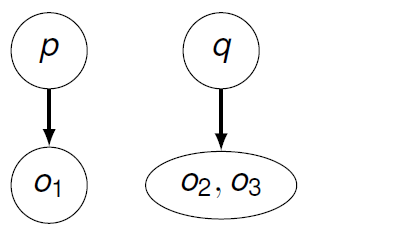 p q
o₁ o₂, o₃